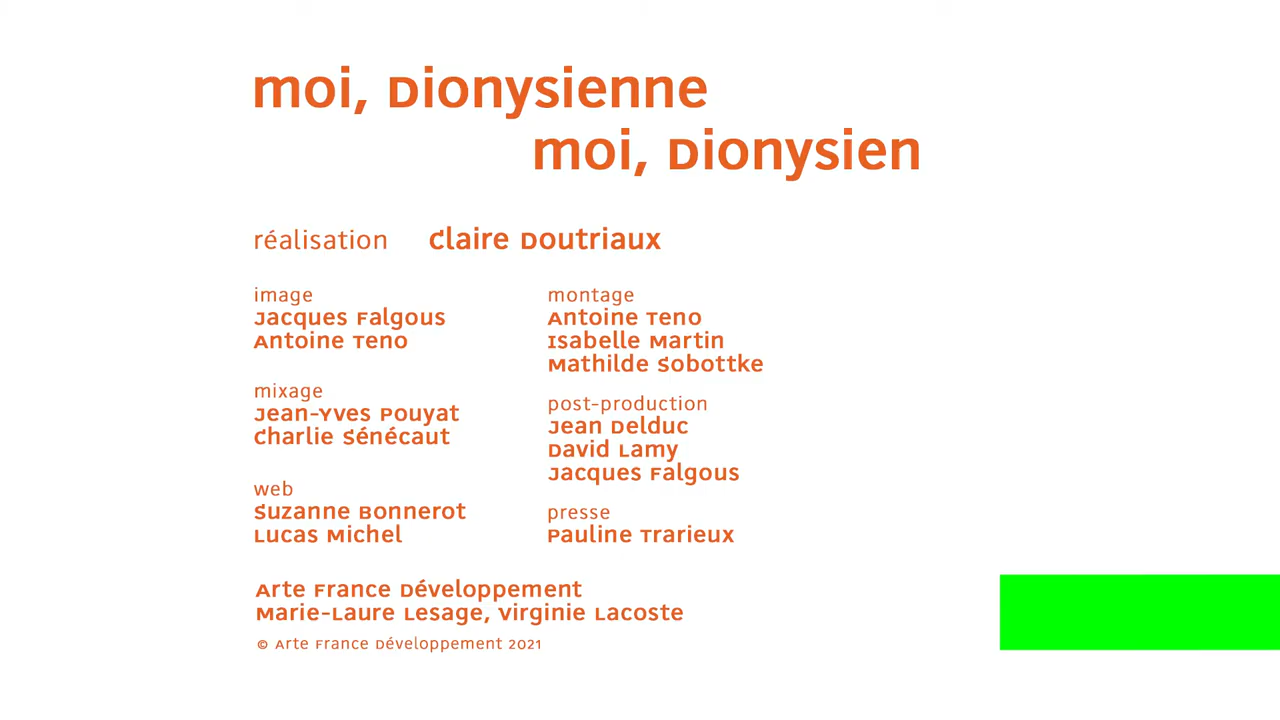 moi, Dionysienne
moi, Dionysien
réalisation Claire Doutriaux
image
Jacques Falgous
Antoine Teno
mixage
Jean-Yves Pouyat
Charlie Sénécaut
web
Suzanne Bonnerot
Lucas Michel
montage
Antoine Teno
Isabelle Martin
Mathilde Sobottke
post-production
Jean Delduc
David Lamy
Jacques Falgous
presse
Pauline Trarieux
Arte France Développement
Marie-Laure Lesage, Virginie Lacoste
© Arte France Développement 2021